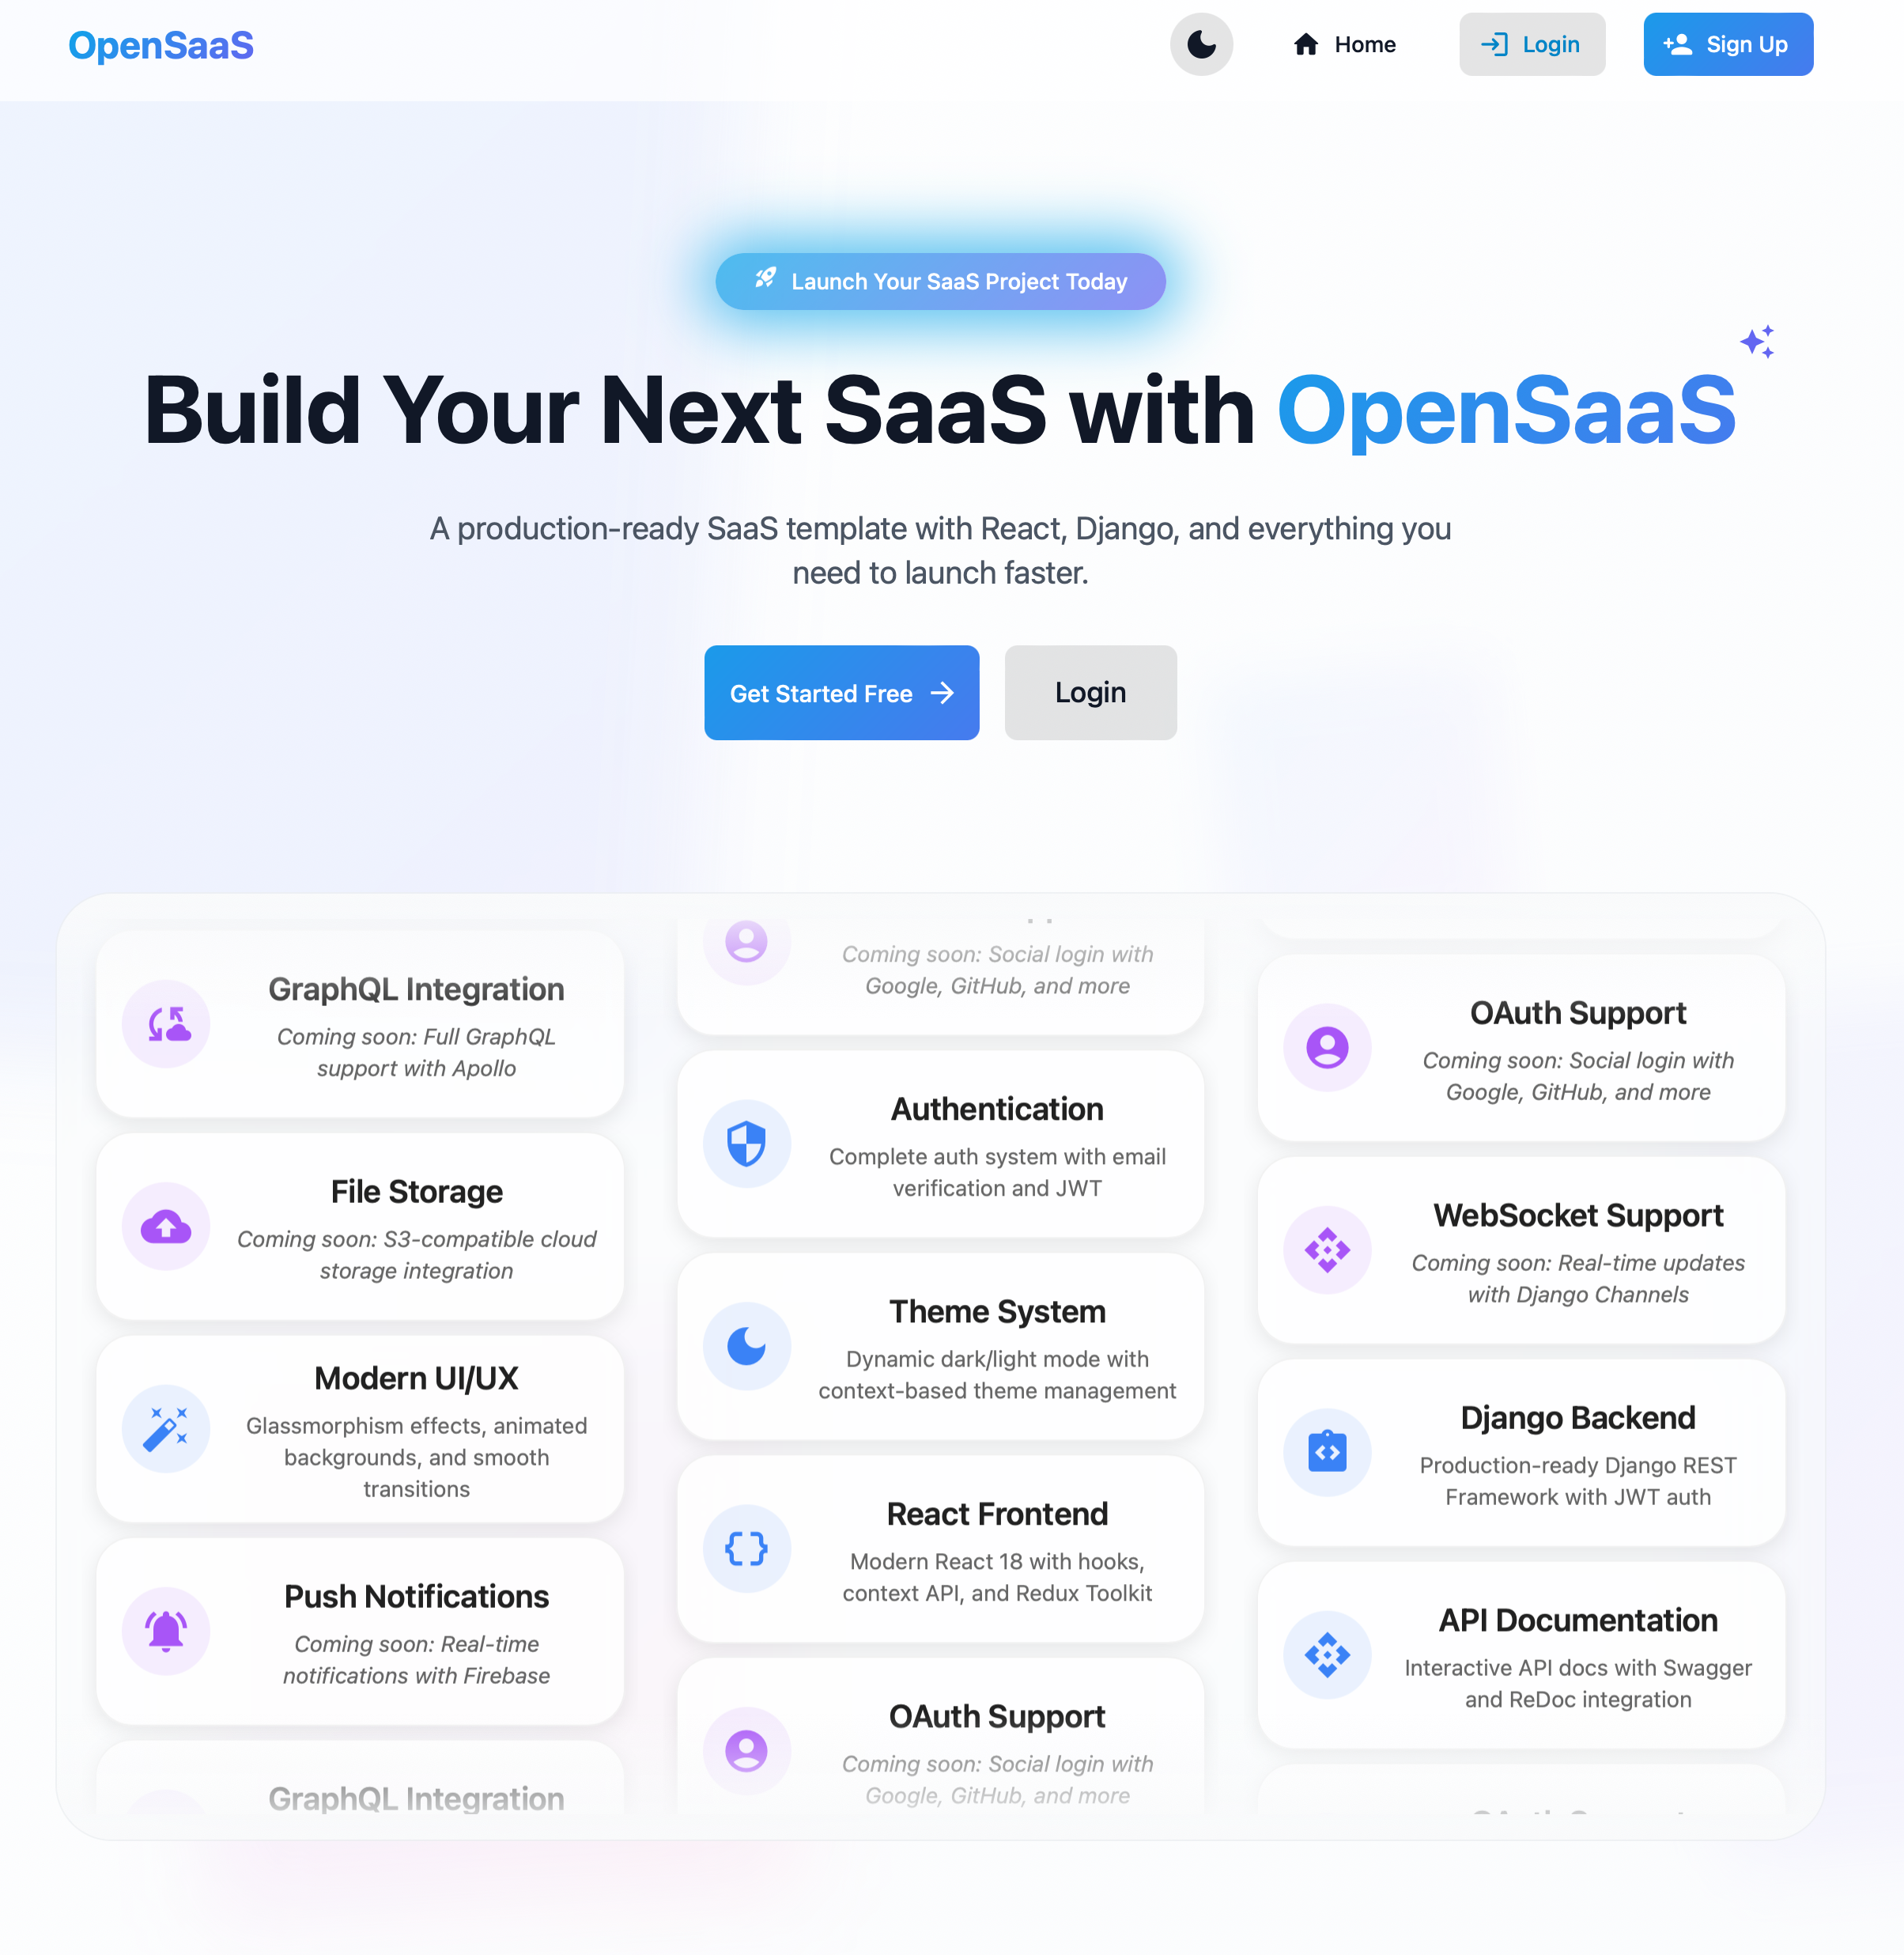 OpenSaaS
Home
Login
Sign Up
Launch Your SaaS Project Today
Build Your Next SaaS with OpenSaaS
A production-ready SaaS template with React, Django, and everything you
need to launch faster.
Get Started Free
Login
GraphQL Integration
Coming soon: Full GraphQL
support with Apollo
File Storage
Coming soon: S3-compatible cloud
storage integration
Modern UI/UX
Glassmorphism effects, animated
backgrounds, and smooth
transitions
Push Notifications
Coming soon: Real-time
notifications with Firebase
GraphQL Integration
Coming soon: Social login with
Google, GitHub, and more
Authentication
Complete auth system with email
verification and JWT
Theme System
Dynamic dark/light mode with
context-based theme management
React Frontend
Modern React 18 with hooks,
context API, and Redux Toolkit
OAuth Support
Coming soon: Social login with
Google, GitHub, and more
OAuth Support
Coming soon: Social login with
Google, GitHub, and more
WebSocket Support
Coming soon: Real-time updates
with Django Channels
Django Backend
Production-ready Django REST
Framework with JWT auth
API Documentation
Interactive API docs with Swagger
and ReDoc integration